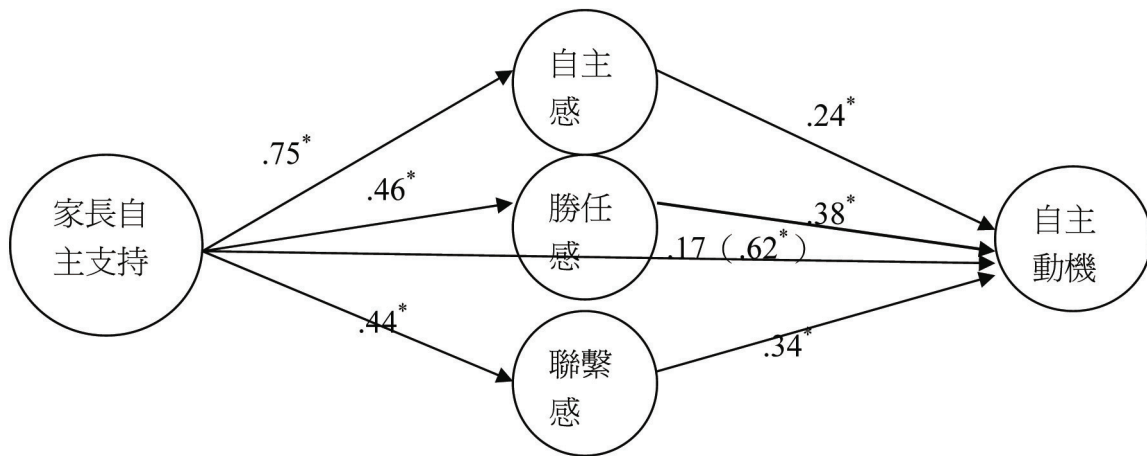 自主
感
.75*
.24*
家長自
主支持
.46*
勝任
感
.38*
.17（.62*）
自主
動機
.44*
聯繫
感
.34*